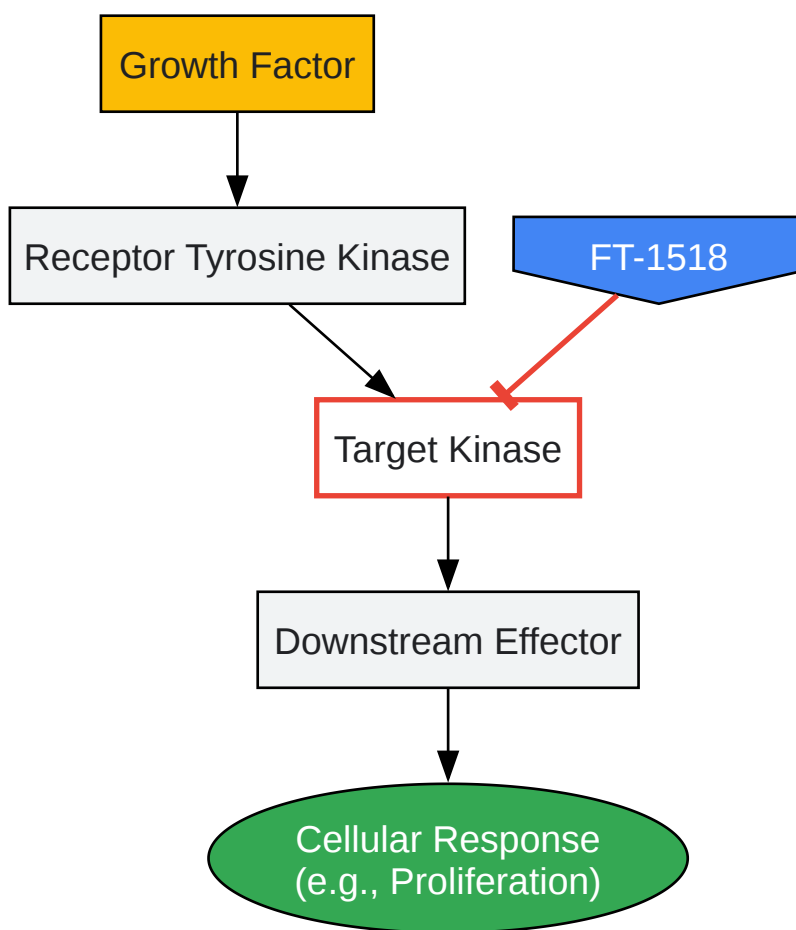 Growth Factor
Receptor Tyrosine Kinase
FT-1518
Target Kinase
Downstream Effector
Cellular Response
(e.g., Proliferation)